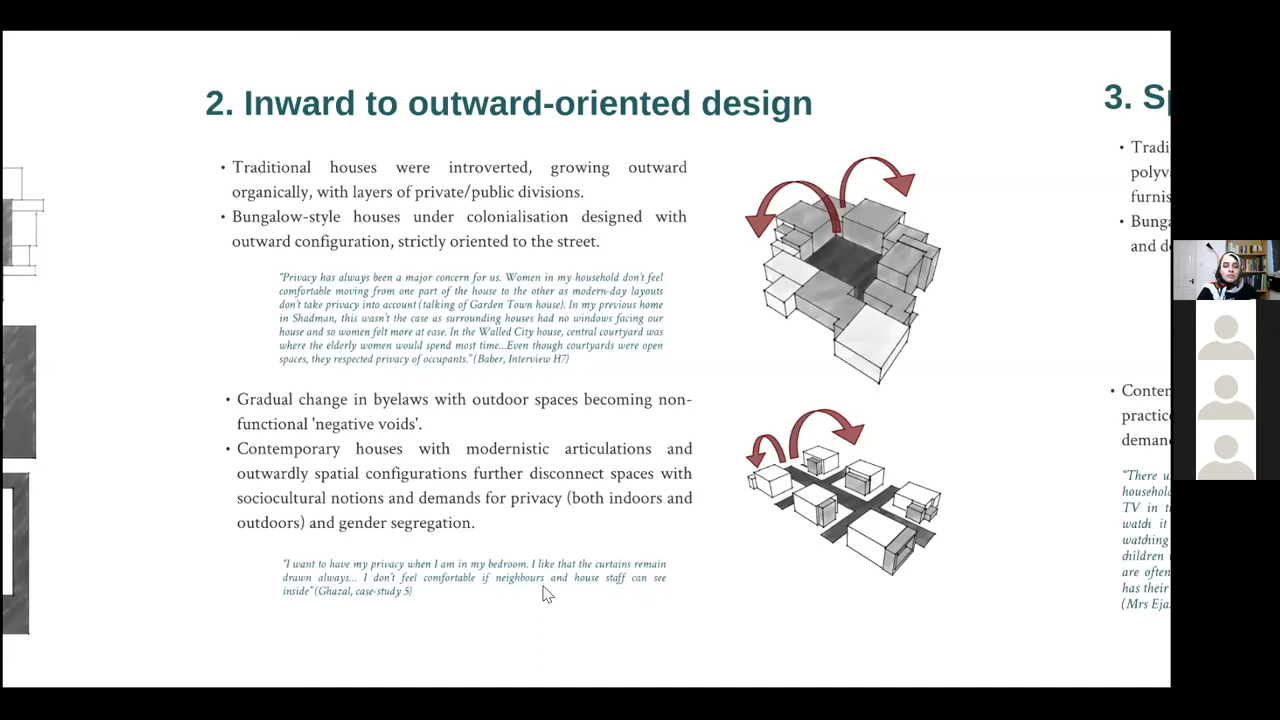 2. Inward to outward-oriented design
• Traditional houses were introverted, growing outward
organically, with layers of private/public divisions.
• Bungalow-style houses under colonialisation designed with
outward configuration, strictly oriented to the street.
"Privacy has always been a major concern for us. Women in my household don't feel
comfortable moving from one part of the house to the other as modern-day layouts
don't take privacy into account (talking of Garden Town house). In my previous home
in Shadman, this wasn't the case as surrounding houses had no windows facing our
house and so women felt more at ease. In the Walled City house, central courtyard was
where the elderly women would spend most time...Even though courtyards were open
spaces, they respected privacy of occupants." (Baber, Interview H7)
• Gradual change in byelaws with outdoor spaces becoming non-
functional 'negative voids'.
• Contemporary houses with modernistic articulations and
outwardly spatial configurations further disconnect spaces with
sociocultural notions and demands for privacy (both indoors and
outdoors) and gender segregation.
"I want to have my privacy when I am in my bedroom. I like that the curtains remain
drawn always... I don't feel comfortable if neighbours and house staff can see
inside" (Ghazal, case-study 5)
3. Sp
• Tradi
polyv
furnis
• Bunga
and de
• Conten
practice
deman
"There u
household
TV in t
watch it
watching
children
are often
has their
(Mrs Eja